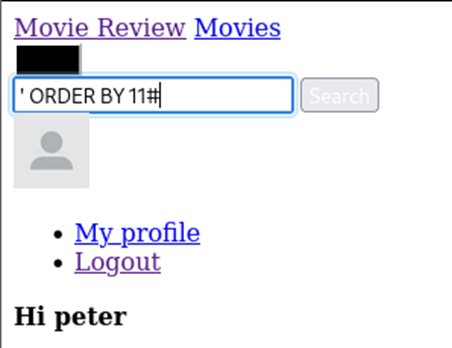 Movie Review Movies
' ORDER BY 11#
Search
My profile
Logout
Hi peter